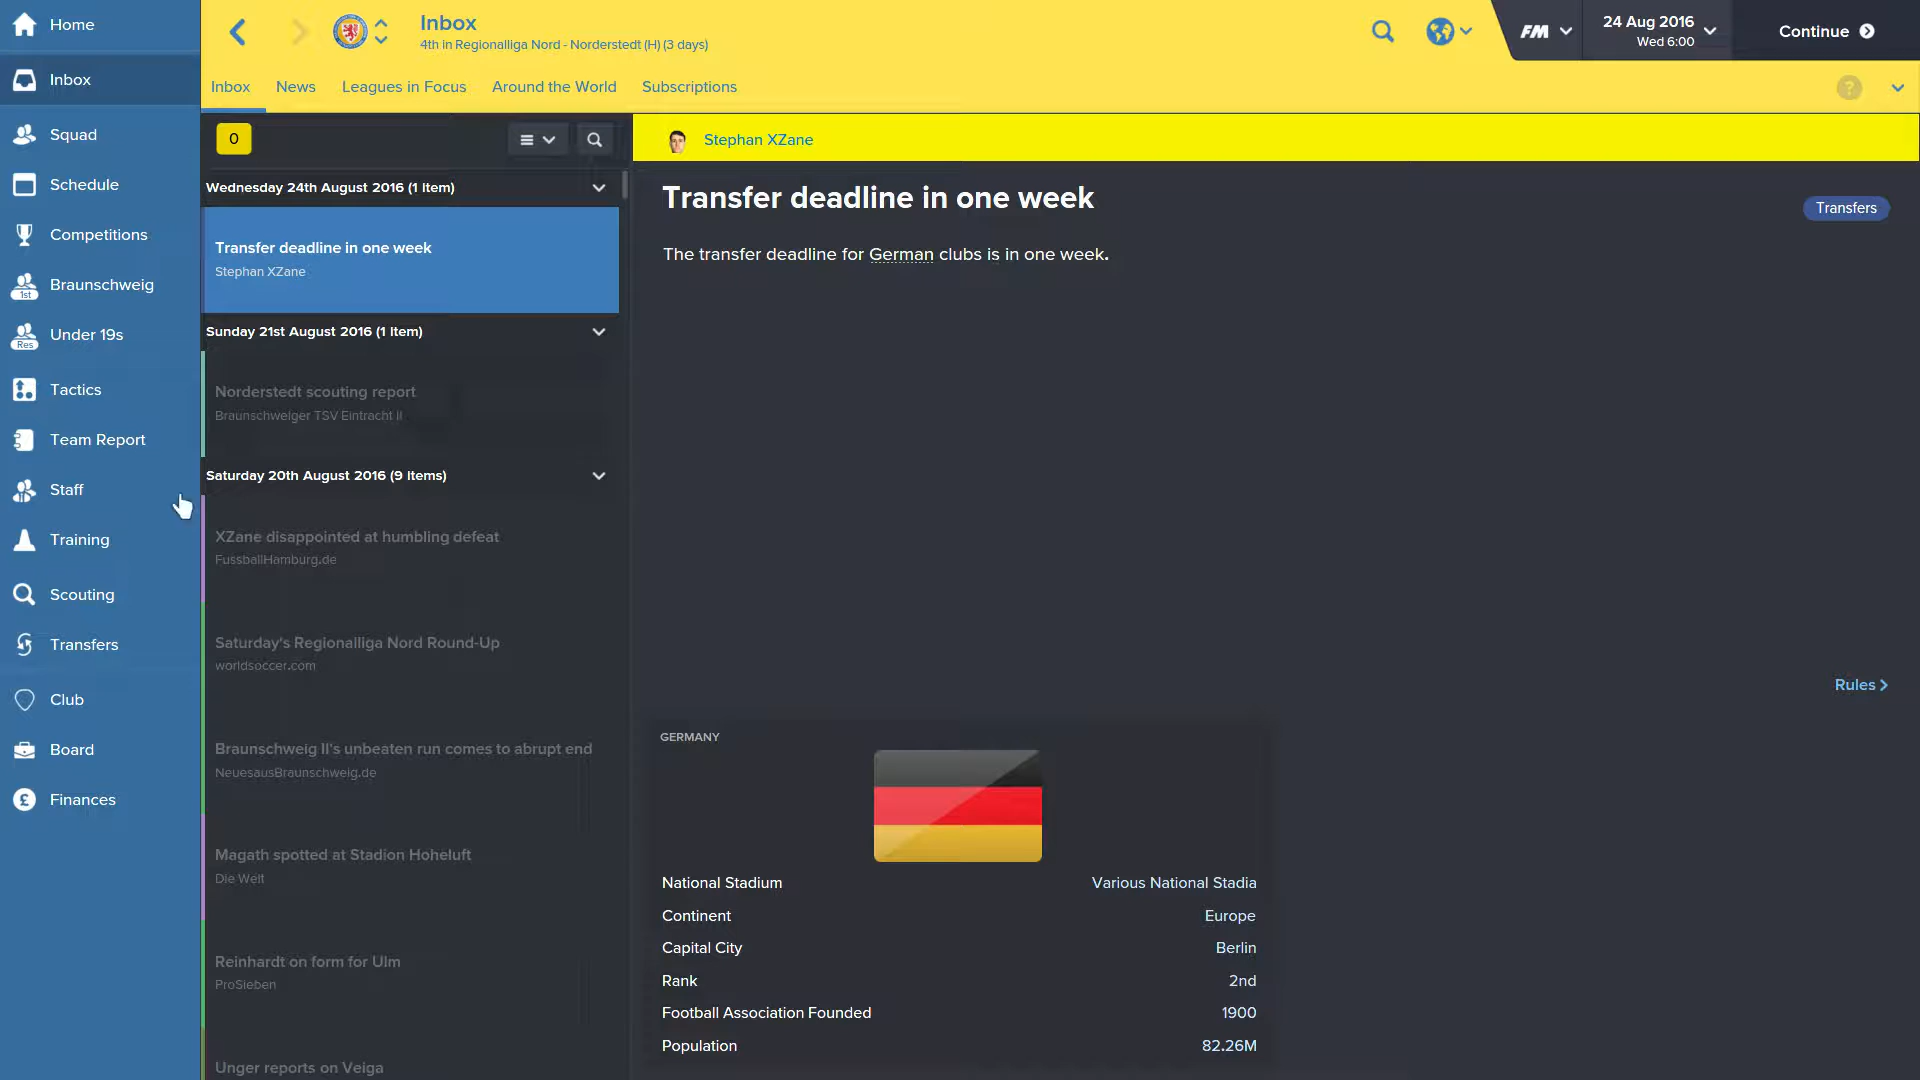 Home
Inbox
Squad
Schedule
Competitions
1st
Braunschweig
Res
Under 19s
Tactics
Team Report
Staff
Training
Scouting
Transfers
Club
Board
£
Finances
Inbox
4th in Regionalliga Nord - Norderstedt (H) (3 days)
FM
24 Aug 2016
Wed 6:00
Continue
Inbox News Leagues in Focus Around the World Subscriptions
?
0
Wednesday 24th August 2016 (1 Item)
Transfer deadline in one week
Stephan XZane
Sunday 21st August 2016 (1 Item)
Norderstedt scouting report
Braunschweiger TSV Eintracht II
Saturday 20th August 2016 (9 Items)
XZane disappointed at humbling defeat
FussballHamburg.de
Saturday's Regionalliga Nord Round-Up
worldsoccer.com
Braunschweig II's unbeaten run comes to abrupt end
NeuesausBraunschweig.de
Magath spotted at Stadion Hoheluft
Die Welt
Reinhardt on form for Ulm
ProSieben
Unger reports on Veiga
Stephan XZane
Transfer deadline in one week
Transfers
The transfer deadline for German clubs is in one week.
Rules
GERMANY
National Stadium Various National Stadia
Continent Europe
Capital City Berlin
Rank 2nd
Football Association Founded 1900
Population 82.26M